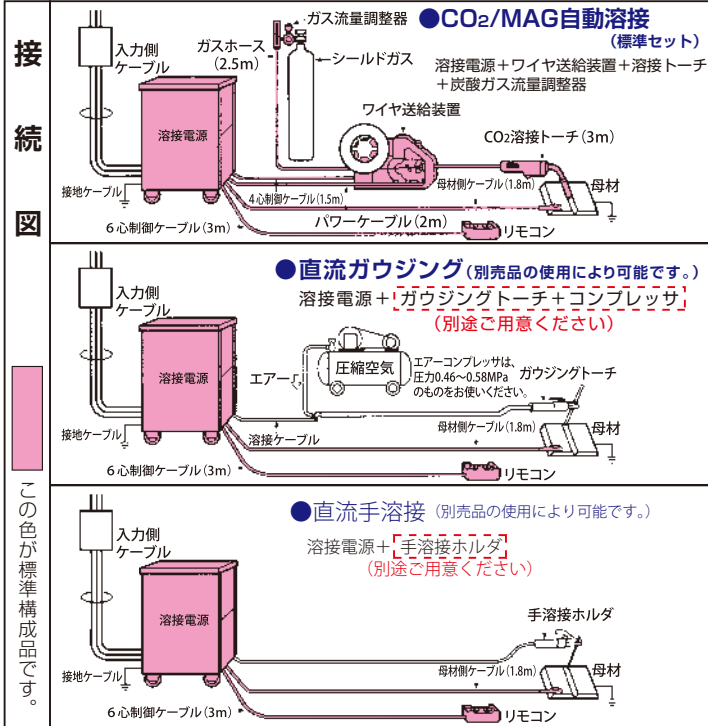 接続図
この色が標準構成品です。
●CO₂/MAG自動溶接
(標準セット)
溶接電源+ワイヤ送給装置+溶接トーチ
+炭酸ガス流量調整器
ガス流量調整器
ガスホース
(2.5m)
シールドガス
入力側
ケーブル
溶接電源
ワイヤ送給装置
CO₂溶接トーチ(3m)
接地ケーブル
4心制御ケーブル(1.5m)
母材側ケーブル(1.8m)
母材
6心制御ケーブル(3m)
パワーケーブル(2m)
リモコン
●直流ガウジング(別売品の使用により可能です。)
溶接電源+ガウジングトーチ+コンプレッサ
(別途ご用意ください)
入力側
ケーブル
溶接電源
エアー
圧縮空気
エアーコンプレッサは、
圧力0.46〜0.58MPa
のものをお使いください。
ガウジングトーチ
接地ケーブル
溶接ケーブル
母材側ケーブル(1.8m)
母材
6心制御ケーブル(3m)
リモコン
●直流手溶接(別売品の使用により可能です。)
溶接電源+手溶接ホルダ
(別途ご用意ください)
入力側
ケーブル
溶接電源
手溶接ホルダ
接地ケーブル
母材側ケーブル(1.8m)
母材
6心制御ケーブル(3m)
リモコン